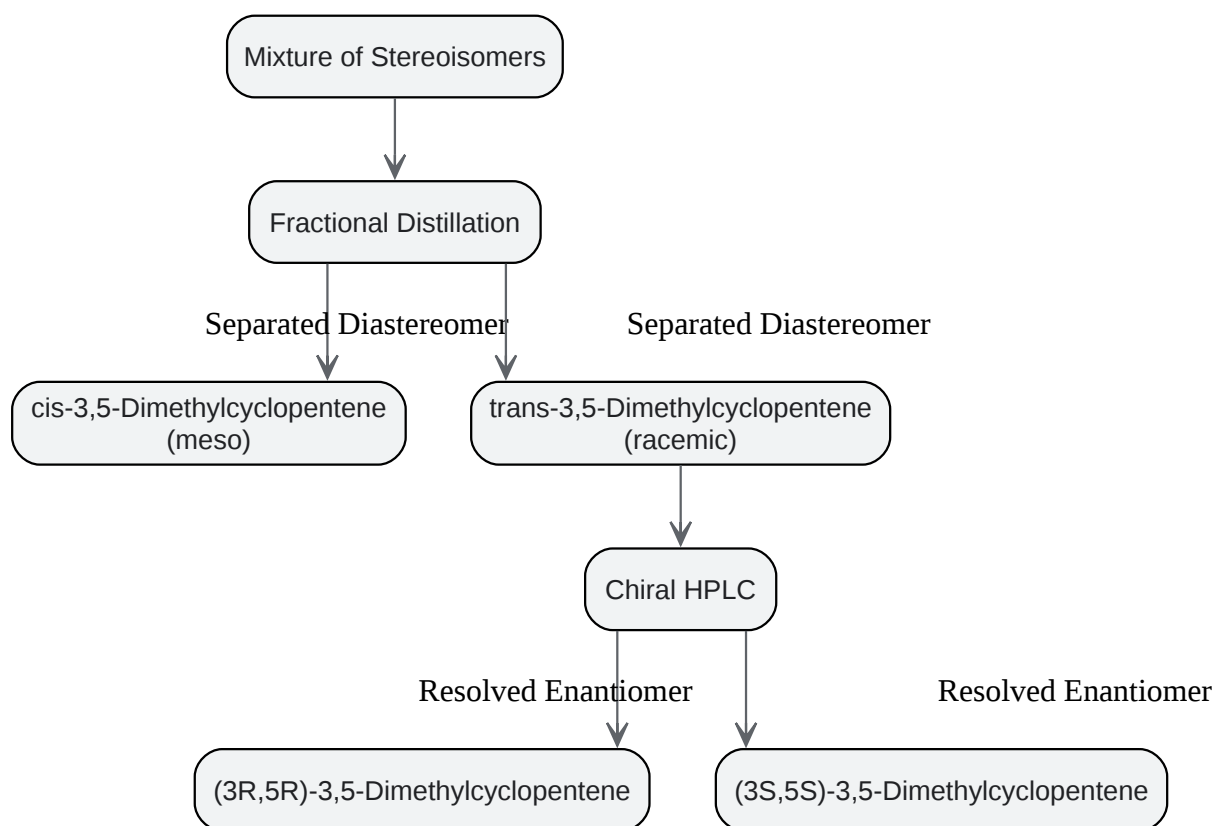 Mixture of Stereoisomers
Fractional Distillation
Separated Diastereomer
Separated Diastereomer
cis-3,5-Dimethylcyclopentene
(meso)
trans-3,5-Dimethylcyclopentene
(racemic)
Chiral HPLC
Resolved Enantiomer
Resolved Enantiomer
(3R,5R)-3,5-Dimethylcyclopentene
(3S,5S)-3,5-Dimethylcyclopentene